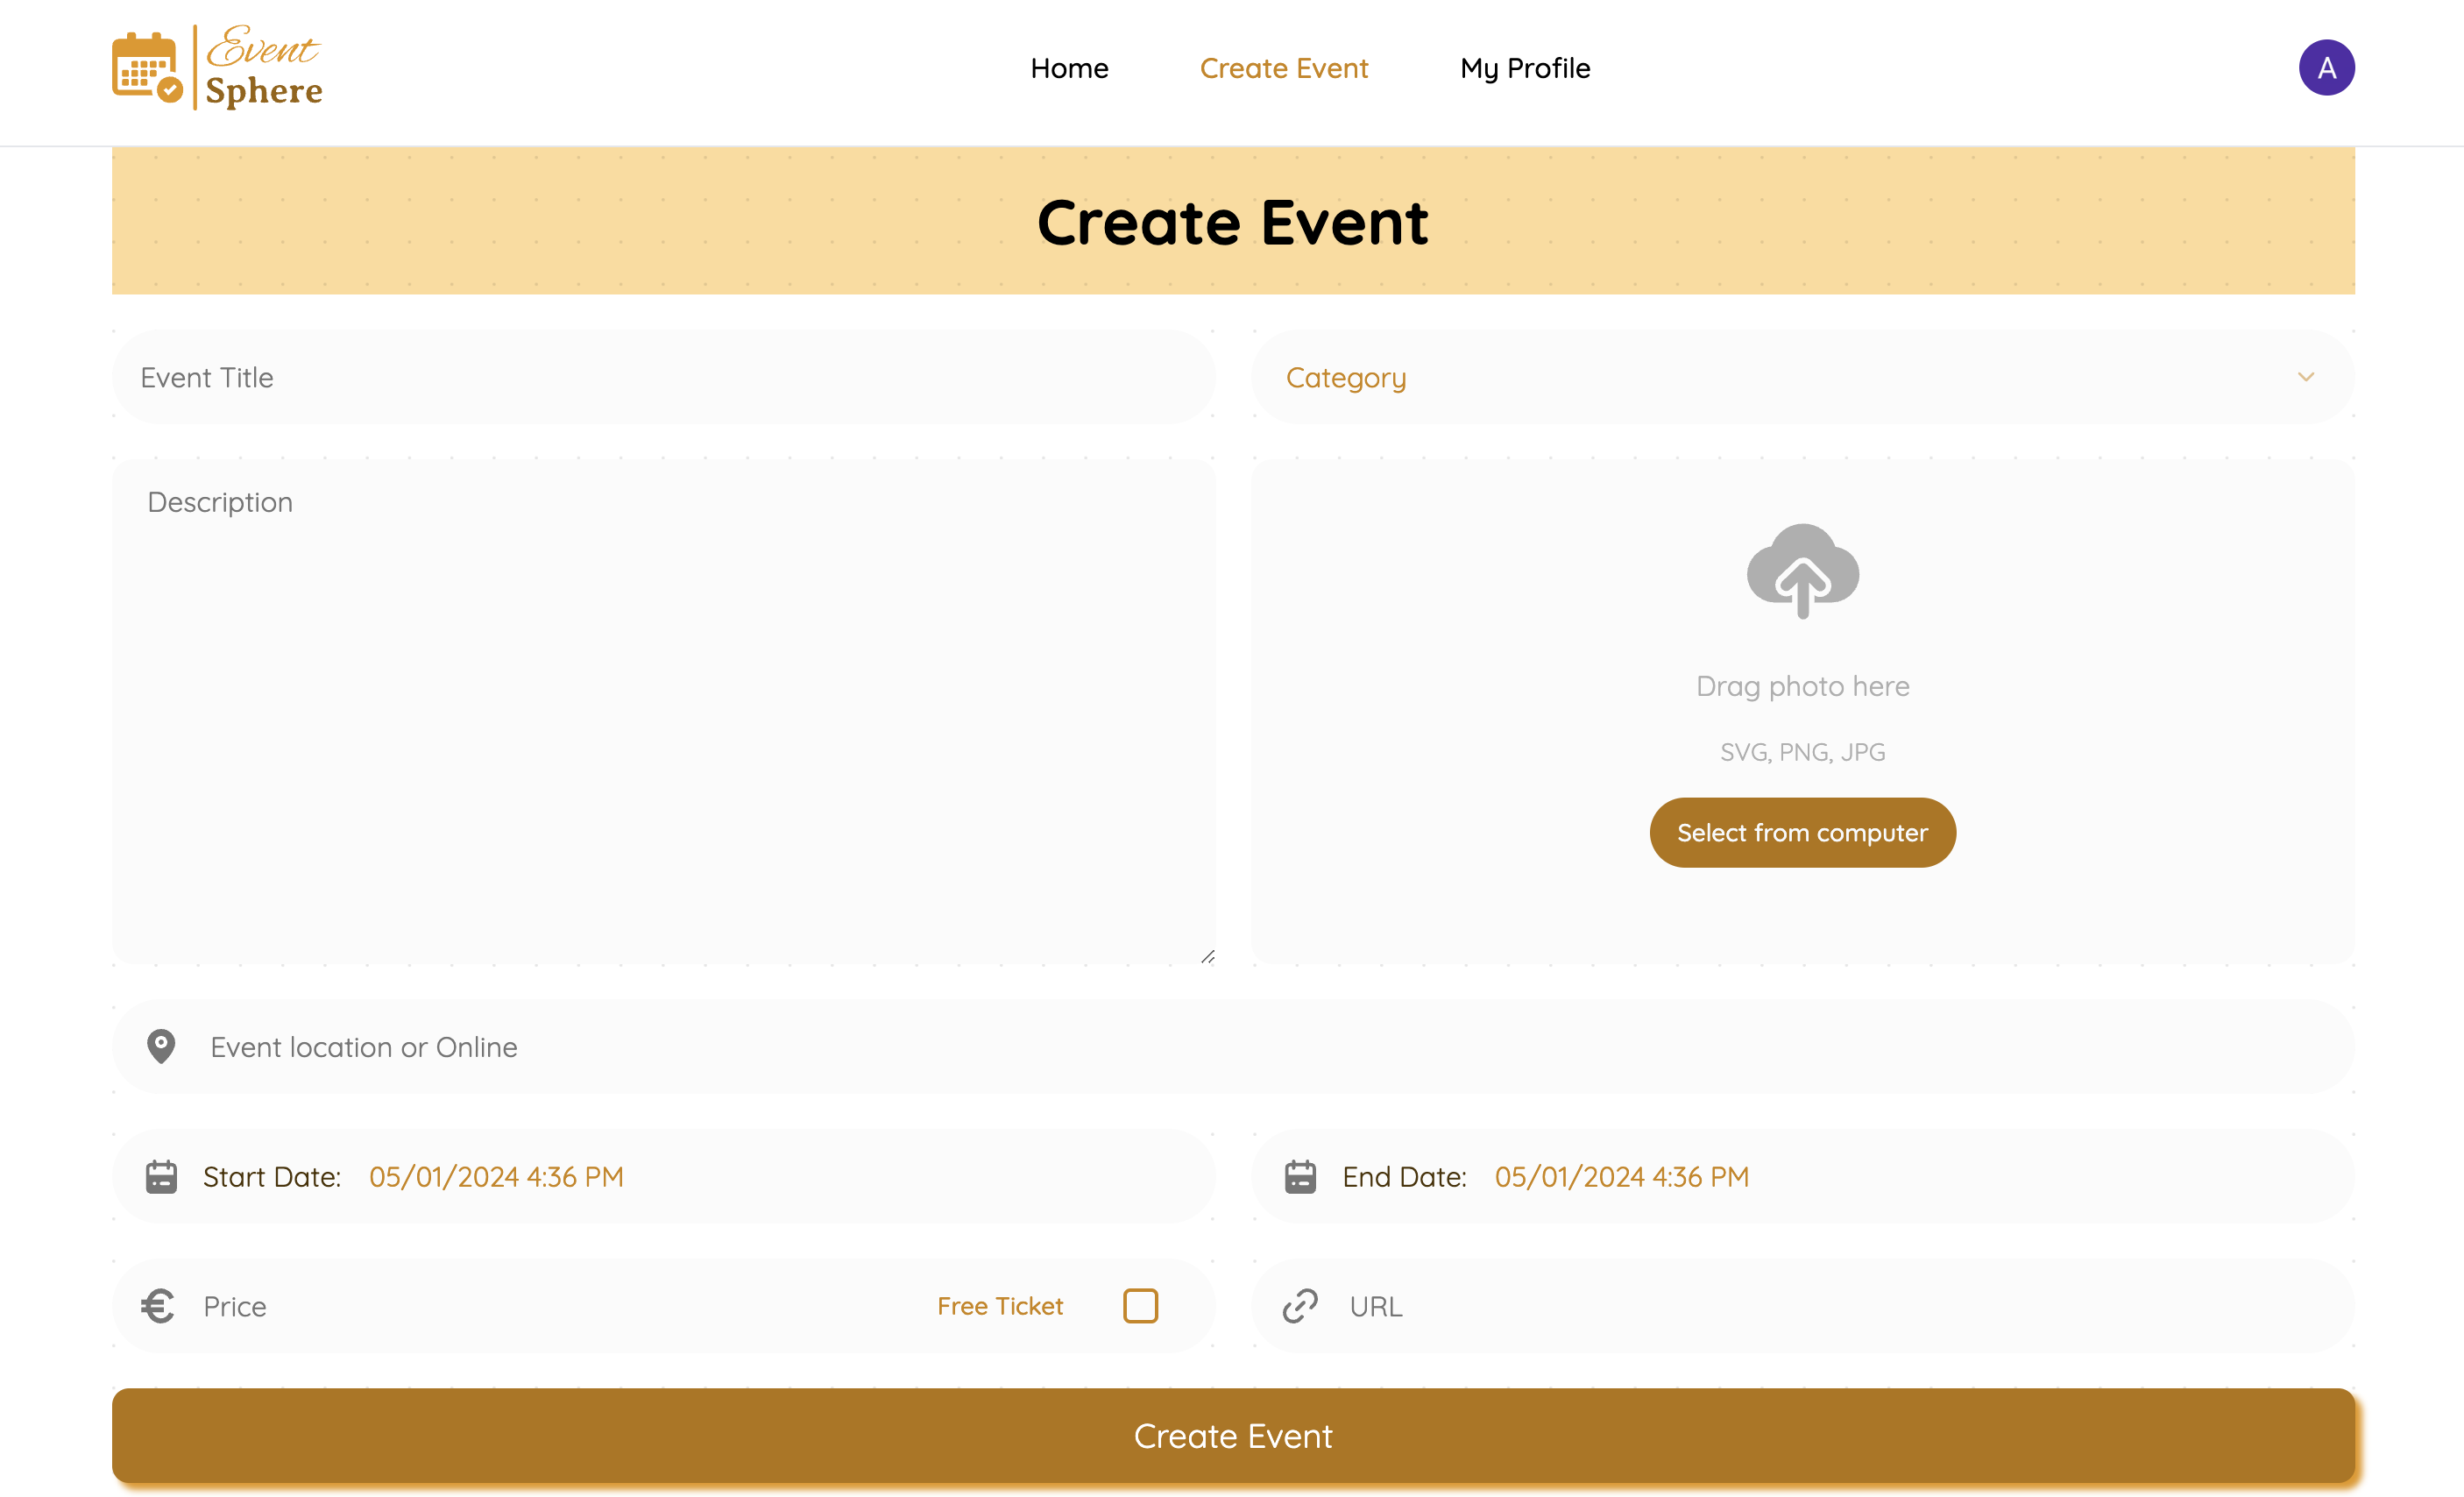 Event
Sphere
Home
Create Event
My Profile
A
Create Event
Event Title
Category
Description
Drag photo here
SVG, PNG, JPG
Select from computer
Event location or Online
Start Date: 05/01/2024 4:36 PM
End Date: 05/01/2024 4:36 PM
Price
Free Ticket
URL
Create Event